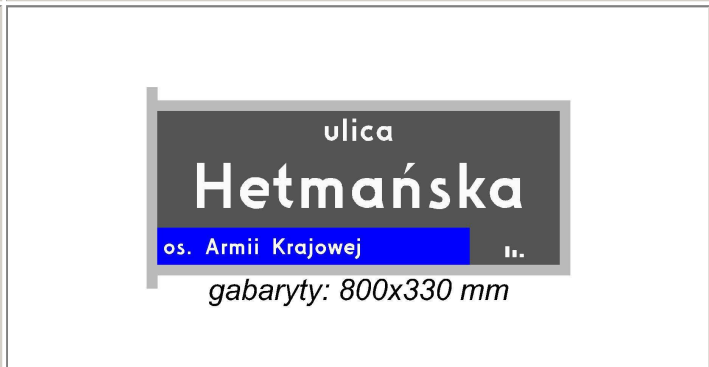 ulica
Hetmańska
os. Armii Krajowej
gabaryty: 800x330 mm